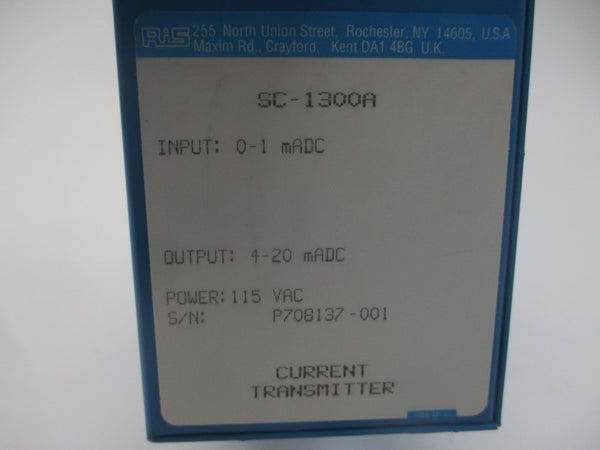 RIS 255 North Union Street, Rochester, NY 14605, U.S.A
Maxim Rd., Crayford, Kent DA1 4BG U.K.
SC-1300A
INPUT: 0-1 mADC
OUTPUT: 4-20 mADC
POWER: 115 VAC
S/N: P708137-001
CURRENT
TRANSMITTER